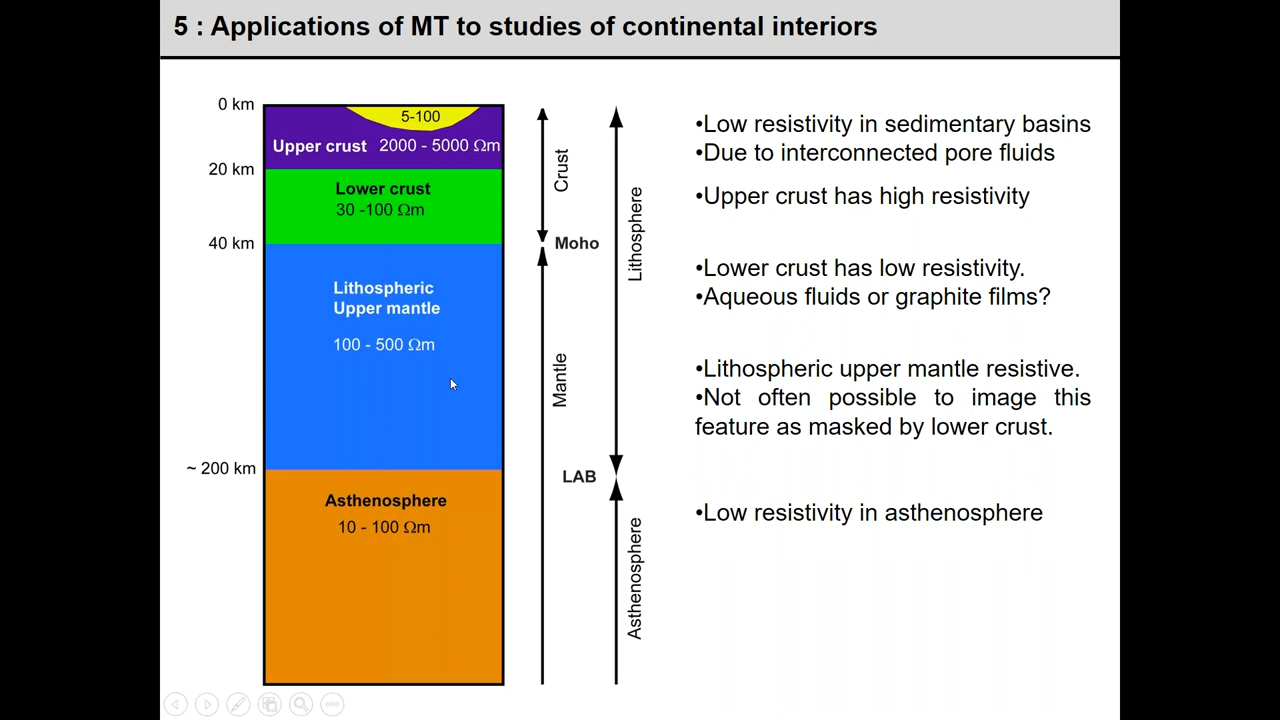 5 : Applications of MT to studies of continental interiors
0 km
5-100
Upper crust 2000 - 5000 Ωm
20 km
Lower crust
30 -100 Ωm
40 km
Lithospheric
Upper mantle
100 - 500 Ωm
~ 200 km
Asthenosphere
10 - 100 Ωm
Crust
Moho
Mantle
Lithosphere
LAB
Asthenosphere
•Low resistivity in sedimentary basins
•Due to interconnected pore fluids
•Upper crust has high resistivity
•Lower crust has low resistivity.
•Aqueous fluids or graphite films?
•Lithospheric upper mantle resistive.
•Not often possible to image this
feature as masked by lower crust.
•Low resistivity in asthenosphere